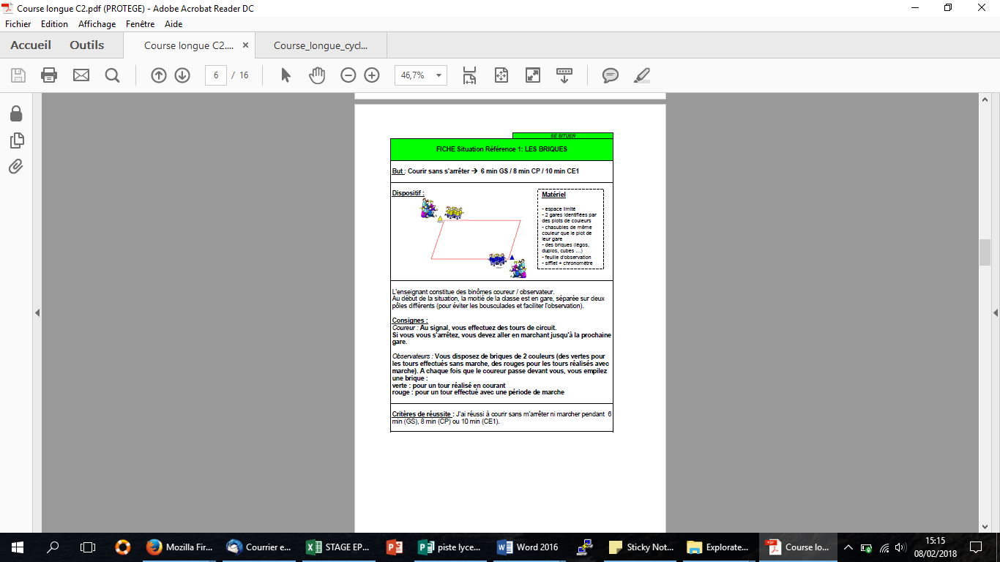 Course longue C2.pdf (PROTEGE) - Adobe Acrobat Reader DC
Fichier Edition Affichage Fenêtre Aide
Accueil Outils Course longue C2.... × Course_longue_cycl...
6 / 16 46,7%
SE SITUER
FICHE Situation Référence 1: LES BRIQUES
But : Courir sans s'arrêter → 6 min GS / 8 min CP / 10 min CE1
Dispositif :
Matériel
- espace limité
- 2 gares identifiées par
des plots de couleurs
- chasubles de même
couleur que le plot de
leur gare
- des briques (légos,
duplos, cubes ...)
- feuille d'observation
- sifflet + chronomètre
L'enseignant constitue des binômes coureur / observateur.
Au début de la situation, la moitié de la classe est en gare, séparée sur deux
pôles différents (pour éviter les bousculades et faciliter l'observation).
Consignes :
Coureur : Au signal, vous effectuez des tours de circuit.
Si vous vous s'arrêtez, vous devez aller en marchant jusqu'à la prochaine
gare.
Observateurs : Vous disposez de briques de 2 couleurs (des vertes pour
les tours effectués sans marche, des rouges pour les tours réalisés avec
marche). A chaque fois que le coureur passe devant vous, vous empilez
une brique :
verte : pour un tour réalisé en courant
rouge : pour un tour effectué avec une période de marche
Critères de réussite : J'ai réussi à courir sans m'arrêter ni marcher pendant 6
min (GS), 8 min (CP) ou 10 min (CE1).
Mozilla Fir... Courrier e... STAGE EP... piste lyce... Word 2016 Sticky Not... Explorate... Course lo...
15:15
08/02/2018